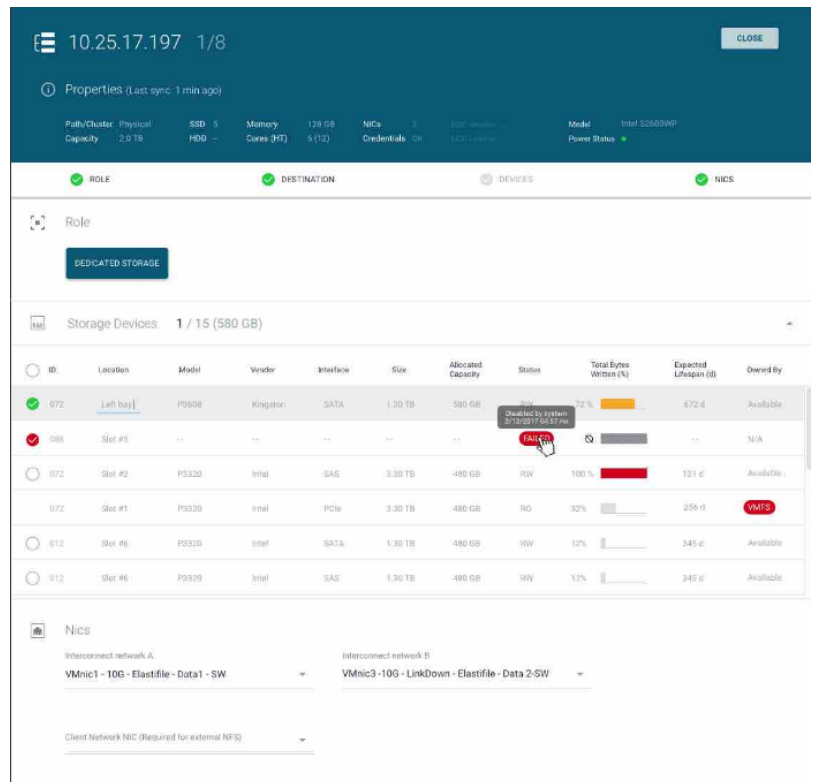 10.25.17.197 1/8
CLOSE
Properties (Last sync: 1 min ago)
Path/Cluster Physical SSD 5 Memory 128 GB NICs Model Intel S2600WP
Capacity 2.0 TB HDD – Cores (HT) 6 (12) Credentials OK Power Status
ROLE DESTINATION DEVICES NICS
Role
DEDICATED STORAGE
SSD Storage Devices 1 / 15 (580 GB)
ID Location Model Vendor Interface Size Allocated Capacity Status Total Bytes Written (%) Expected Lifespan (d) Owned By
072 Left bay P3608 Kingston SATA 1.20 TB 580 GB RW 72 % 672 d Available
Disabled by system
2/12/2017 04:57
Slot #5 -- -- -- -- -- FAILED -- N/A
072 Slot #2 P3320 Intel SAS 3.30 TB 480 GB RW 100 % 121 d Available
072 Slot #1 P3320 Intel PCIe 3.30 TB 480 GB RO 32% 256 d VMFS
012 Slot #6 P3320 Intel SATA 1.30 TB 480 GB RW 12% 345 d Available
012 Slot #6 P3320 Intel SAS 1.30 TB 480 GB RW 12% 345 d Available
Nics
Interconnect network A Interconnect network B
VMnic1 - 10G - Elastifile - Data1 - SW VMnic3 -10G - LinkDown - Elastifile - Data 2-SW
Client Network NIC (Required for external NFS)